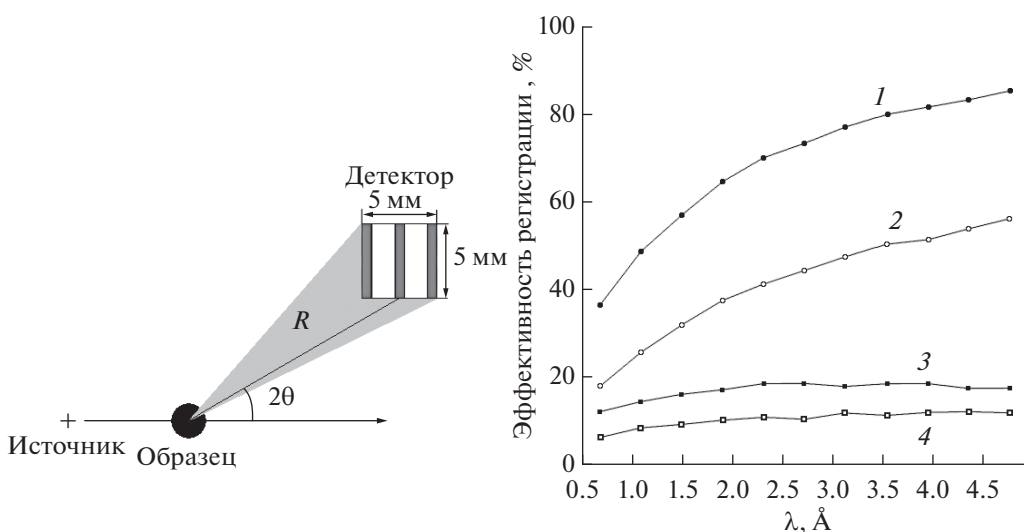 Детектор
5 мм
5 мм
R
2θ
+
Источник
Образец
Эффективность регистрации , %
100
80
60
40
20
0
1
2
3
4
0.5 1.0 1.5 2.0 2.5 3.0 3.5 4.0 4.5
λ, Å